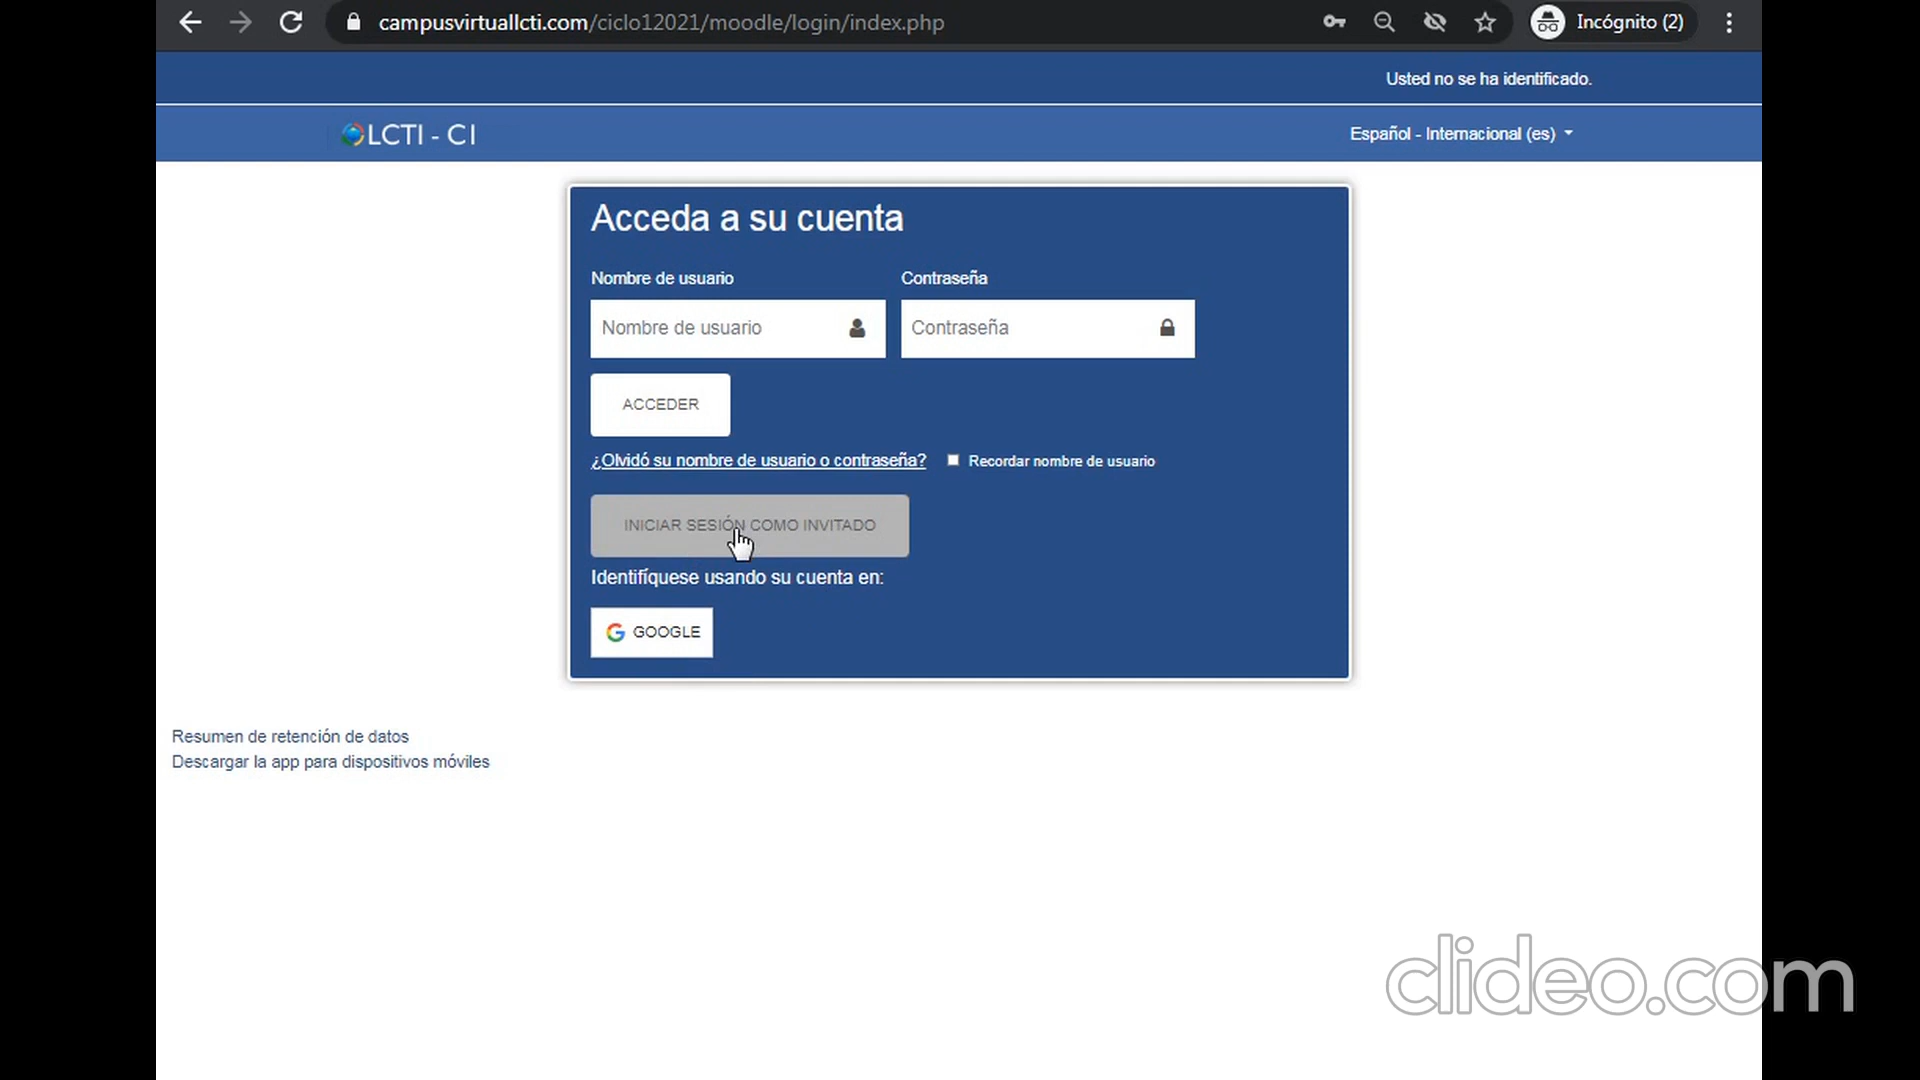 campusvirtuallcti.com/ciclo12021/moodle/login/index.php
Incógnito (2)
Usted no se ha identificado.
LCTI - CI
Español - Internacional (es)
Acceda a su cuenta
Nombre de usuario Contraseña
Nombre de usuario Contraseña
ACCEDER
¿Olvidó su nombre de usuario o contraseña? Recordar nombre de usuario
INICIAR SESIÓN COMO INVITADO
Identifíquese usando su cuenta en:
GOOGLE
Resumen de retención de datos
Descargar la app para dispositivos móviles
clideo.com